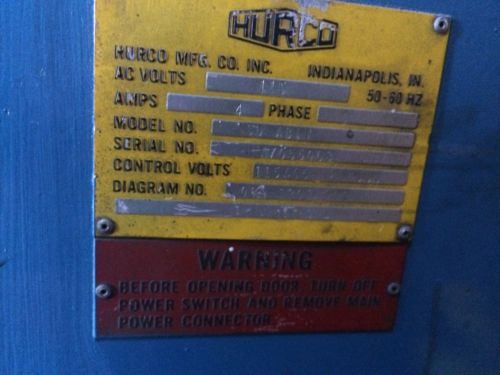 HURCO
HURCO MFG. CO. INC. INDIANAPOLIS, IN.
AC VOLTS 115 50-60 HZ
AMPS 4 PHASE
MODEL NO.
SERIAL NO.
CONTROL VOLTS
DIAGRAM NO.
WARNING
BEFORE OPENING DOOR, TURN OFF
POWER SWITCH AND REMOVE MAIN
POWER CONNECTOR